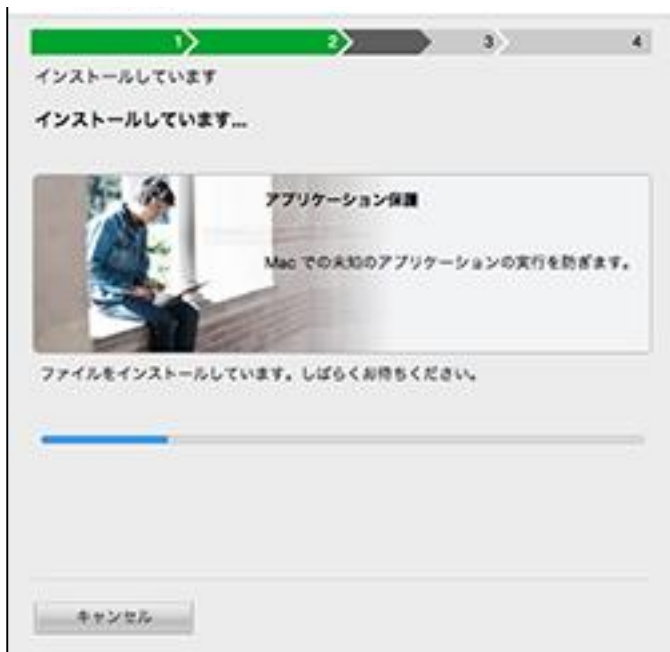 1 2 3 4
インストールしています
インストールしています...
アプリケーション保護
Mac での未知のアプリケーションの実行を防ぎます。
ファイルをインストールしています。しばらくお待ちください。
キャンセル